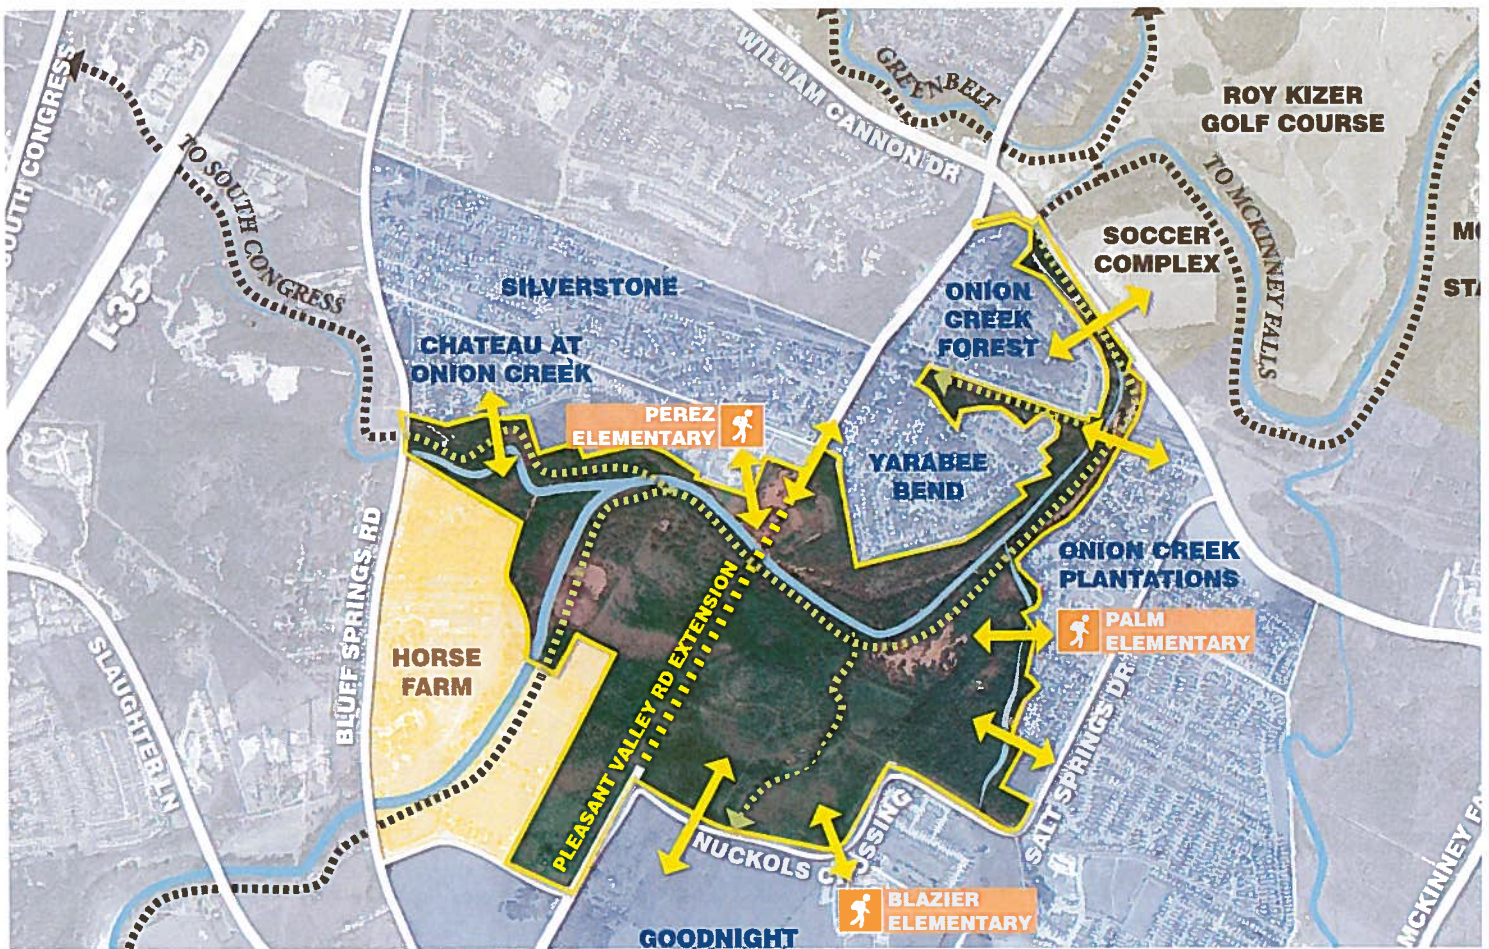 WILLIAM CANNON DR
GREENBELT
ROY KIZER
GOLF COURSE
SOUTH CONGRESS
TO SOUTH CONGRESS
I-35
TO MCKINNEY FALLS
SOCCER
COMPLEX
SILVERSTONE
ONION
CREEK
FOREST
CHATEAU AT
ONION CREEK
PEREZ
ELEMENTARY
YARABEE
BEND
BLUFF SPRINGS RD
ONION CREEK
PLANTATIONS
PALM
ELEMENTARY
HORSE
FARM
SLAUGHTER LN
PLEASANT VALLEY RD EXTENSION
SALT SPRINGS DR
NUCKOLS CROSSING
BLAZIER
ELEMENTARY
GOODNIGHT
MCKINNEY FA